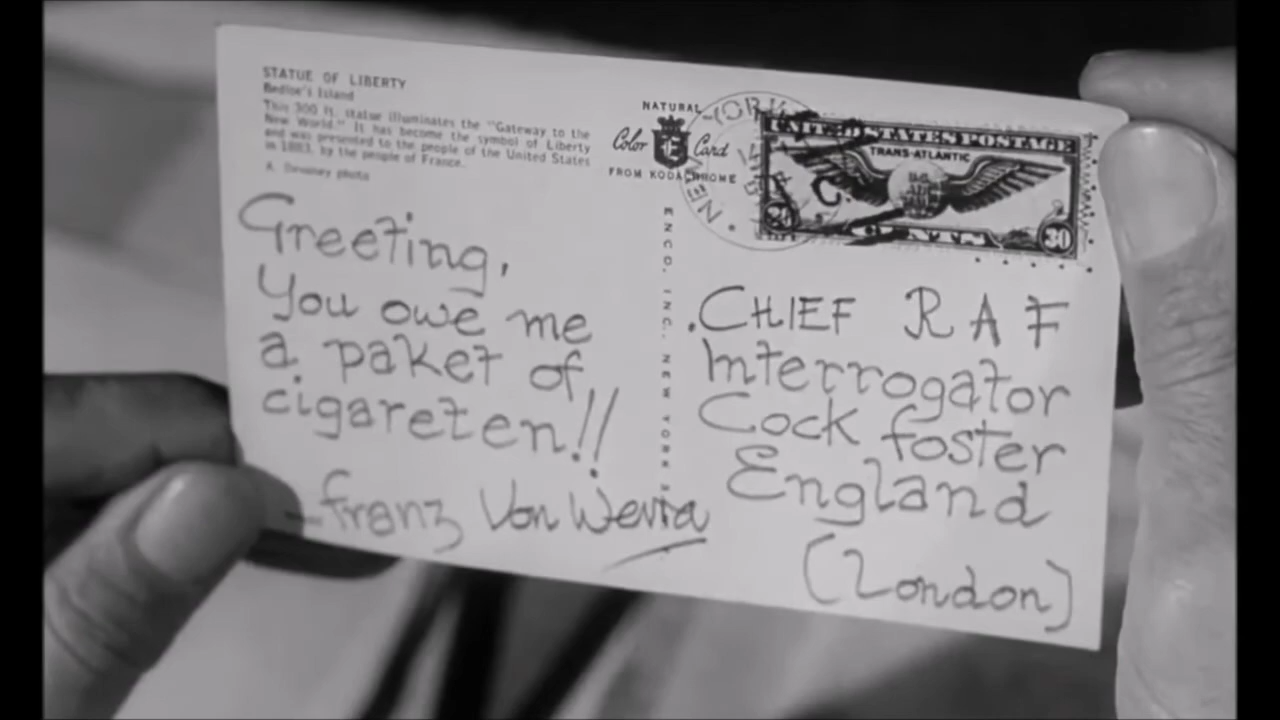 STATUE OF LIBERTY
Bedloe's Island
This 300 ft. statue illuminates the "Gateway to the
New World." It has become the symbol of Liberty
and was presented to the people of the United States
in 1883, by the people of France.
A. Devaney photo
Greeting,
You owe me
a paket of
cigareten!!
Franz Von Werra
NATURAL
Color Card
FROM KODACHROME
ENCO, INC. NEW YORK
UNITED STATES POSTAGE
TRANS-ATLANTIC
CENTS 30
.CHIEF RAF
Interrogator
Cock foster
England
(London)